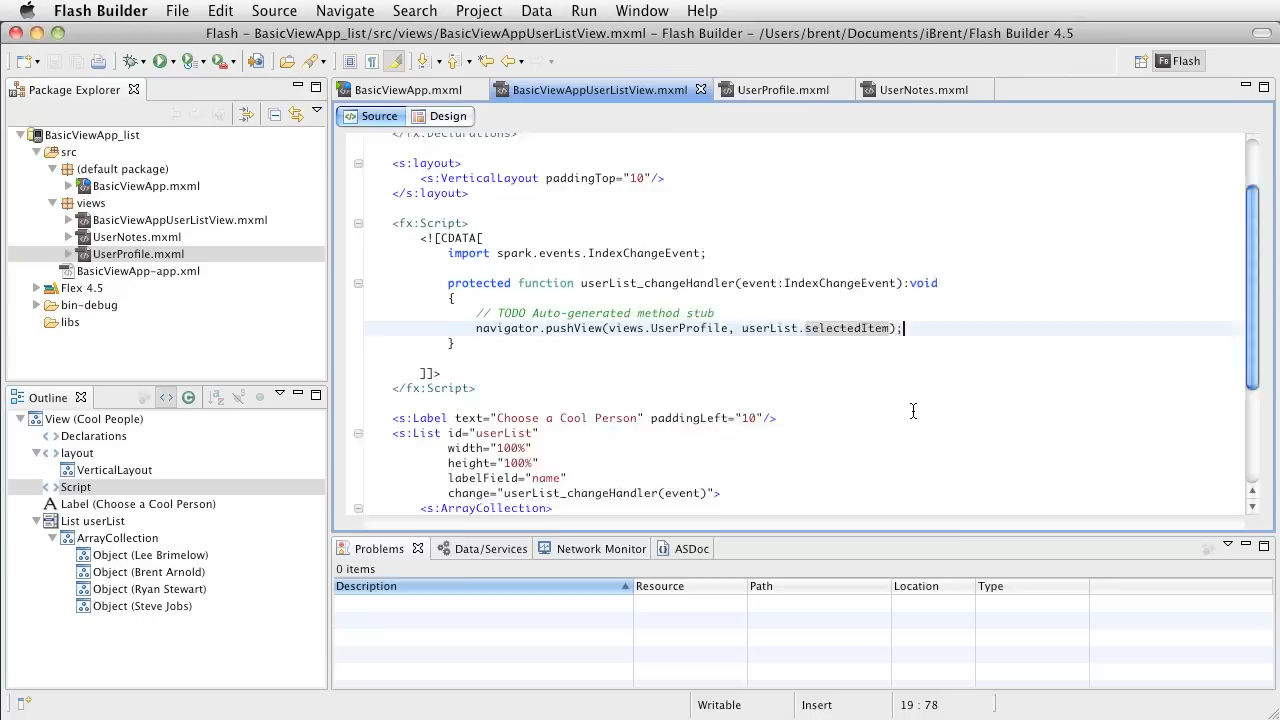 Flash Builder File Edit Source Navigate Search Project Data Run Window Help
Flash – BasicViewApp_list/src/views/BasicViewAppUserListView.mxml – Flash Builder – /Users/brent/Documents/iBrent/Flash Builder 4.5
Fb Flash
Package Explorer
BasicViewApp_list
src
(default package)
BasicViewApp.mxml
views
BasicViewAppUserListView.mxml
UserNotes.mxml
UserProfile.mxml
BasicViewApp-app.xml
Flex 4.5
bin-debug
libs
Outline
View (Cool People)
Declarations
layout
VerticalLayout
Script
Label (Choose a Cool Person)
List userList
ArrayCollection
Object (Lee Brimelow)
Object (Brent Arnold)
Object (Ryan Stewart)
Object (Steve Jobs)
BasicViewApp.mxml BasicViewAppUserListView.mxml UserProfile.mxml UserNotes.mxml
Source Design
</fx:Declarations>
<s:layout>
<s:VerticalLayout paddingTop="10"/>
</s:layout>
<fx:Script>
<![CDATA[
import spark.events.IndexChangeEvent;
protected function userList_changeHandler(event:IndexChangeEvent):void
{
// TODO Auto-generated method stub
navigator.pushView(views.UserProfile, userList.selectedItem);
}
]]>
</fx:Script>
<s:Label text="Choose a Cool Person" paddingLeft="10"/>
<s:List id="userList"
width="100%"
height="100%"
labelField="name"
change="userList_changeHandler(event)">
<s:ArrayCollection>
Problems Data/Services Network Monitor ASDoc
0 items
Description Resource Path Location Type
Writable Insert 19 : 78